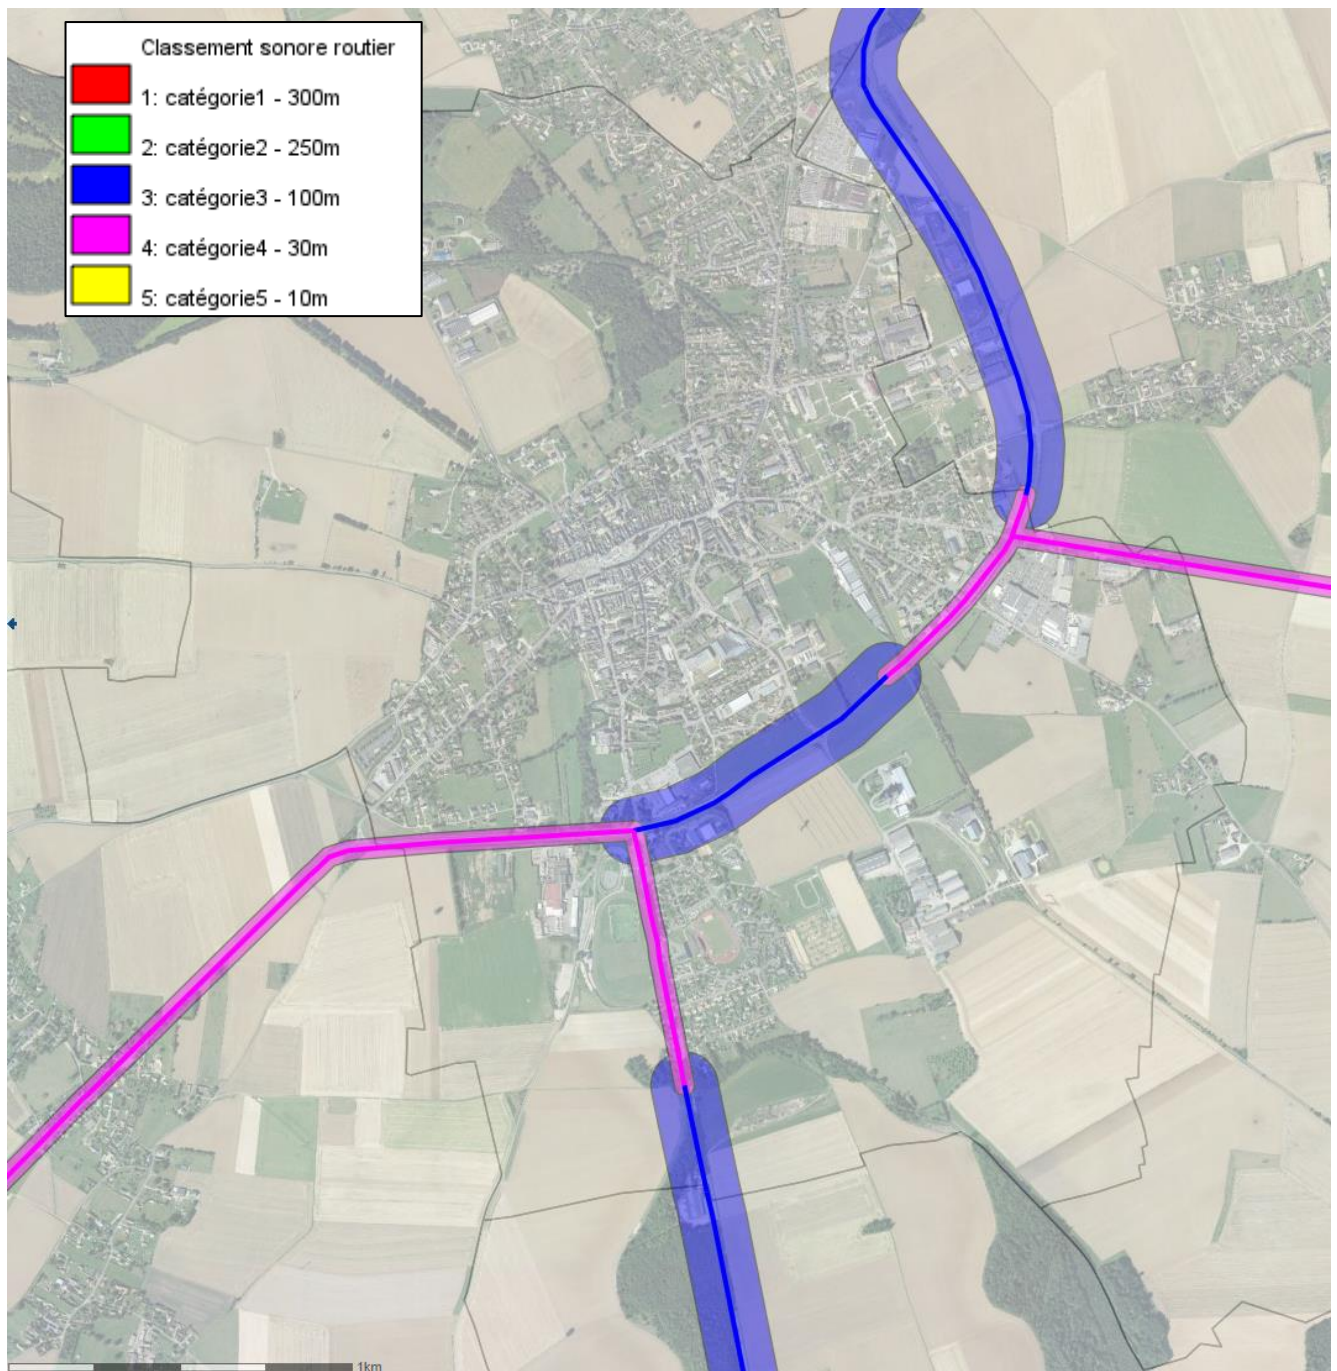 Classement sonore routier
1: catégorie1 - 300m
2: catégorie2 - 250m
3: catégorie3 - 100m
4: catégorie4 - 30m
5: catégorie5 - 10m
1km